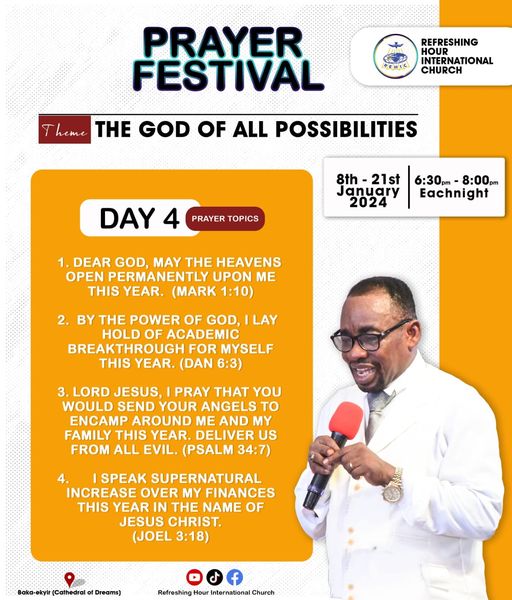 PRAYER
FESTIVAL
REFRESHING
HOUR
INTERNATIONAL
CHURCH
Theme THE GOD OF ALL POSSIBILITIES
8th - 21st
January
2024
6:30pm - 8:00pm
Eachnight
DAY 4 PRAYER TOPICS
1. DEAR GOD, MAY THE HEAVENS
OPEN PERMANENTLY UPON ME
THIS YEAR. (MARK 1:10)
2. BY THE POWER OF GOD, I LAY
HOLD OF ACADEMIC
BREAKTHROUGH FOR MYSELF
THIS YEAR. (DAN 6:3)
3. LORD JESUS, I PRAY THAT YOU
WOULD SEND YOUR ANGELS TO
ENCAMP AROUND ME AND MY
FAMILY THIS YEAR. DELIVER US
FROM ALL EVIL. (PSALM 34:7)
4. I SPEAK SUPERNATURAL
INCREASE OVER MY FINANCES
THIS YEAR IN THE NAME OF
JESUS CHRIST.
(JOEL 3:18)
Baka-ekyir (Cathedral of Dreams)
Refreshing Hour International Church